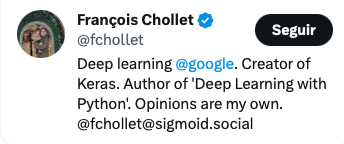 François Chollet
@fchollet
Seguir
Deep learning @google. Creator of
Keras. Author of 'Deep Learning with
Python'. Opinions are my own.
@fchollet@sigmoid.social